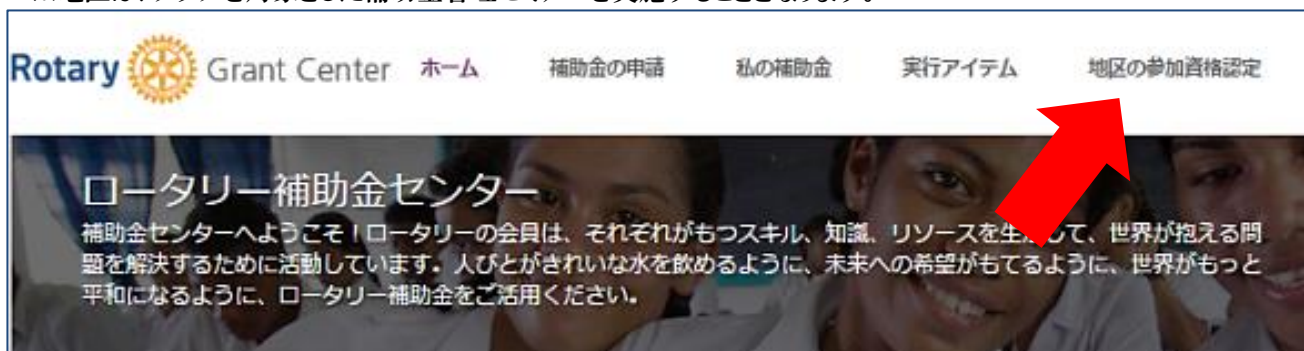 Rotary Grant Center ホーム 補助金の申請 私の補助金 実行アイテム 地区の参加資格認定
ロータリー補助金センター
補助金センターへようこそ！ロータリーの会員は、それぞれがもつスキル、知識、リソースを生 して、世界が抱える問
題を解決するために活動しています。人びとがきれいな水を飲めるように、未来への希望がもてるように、世界がもっと
平和になるように、ロータリー補助金をご活用ください。